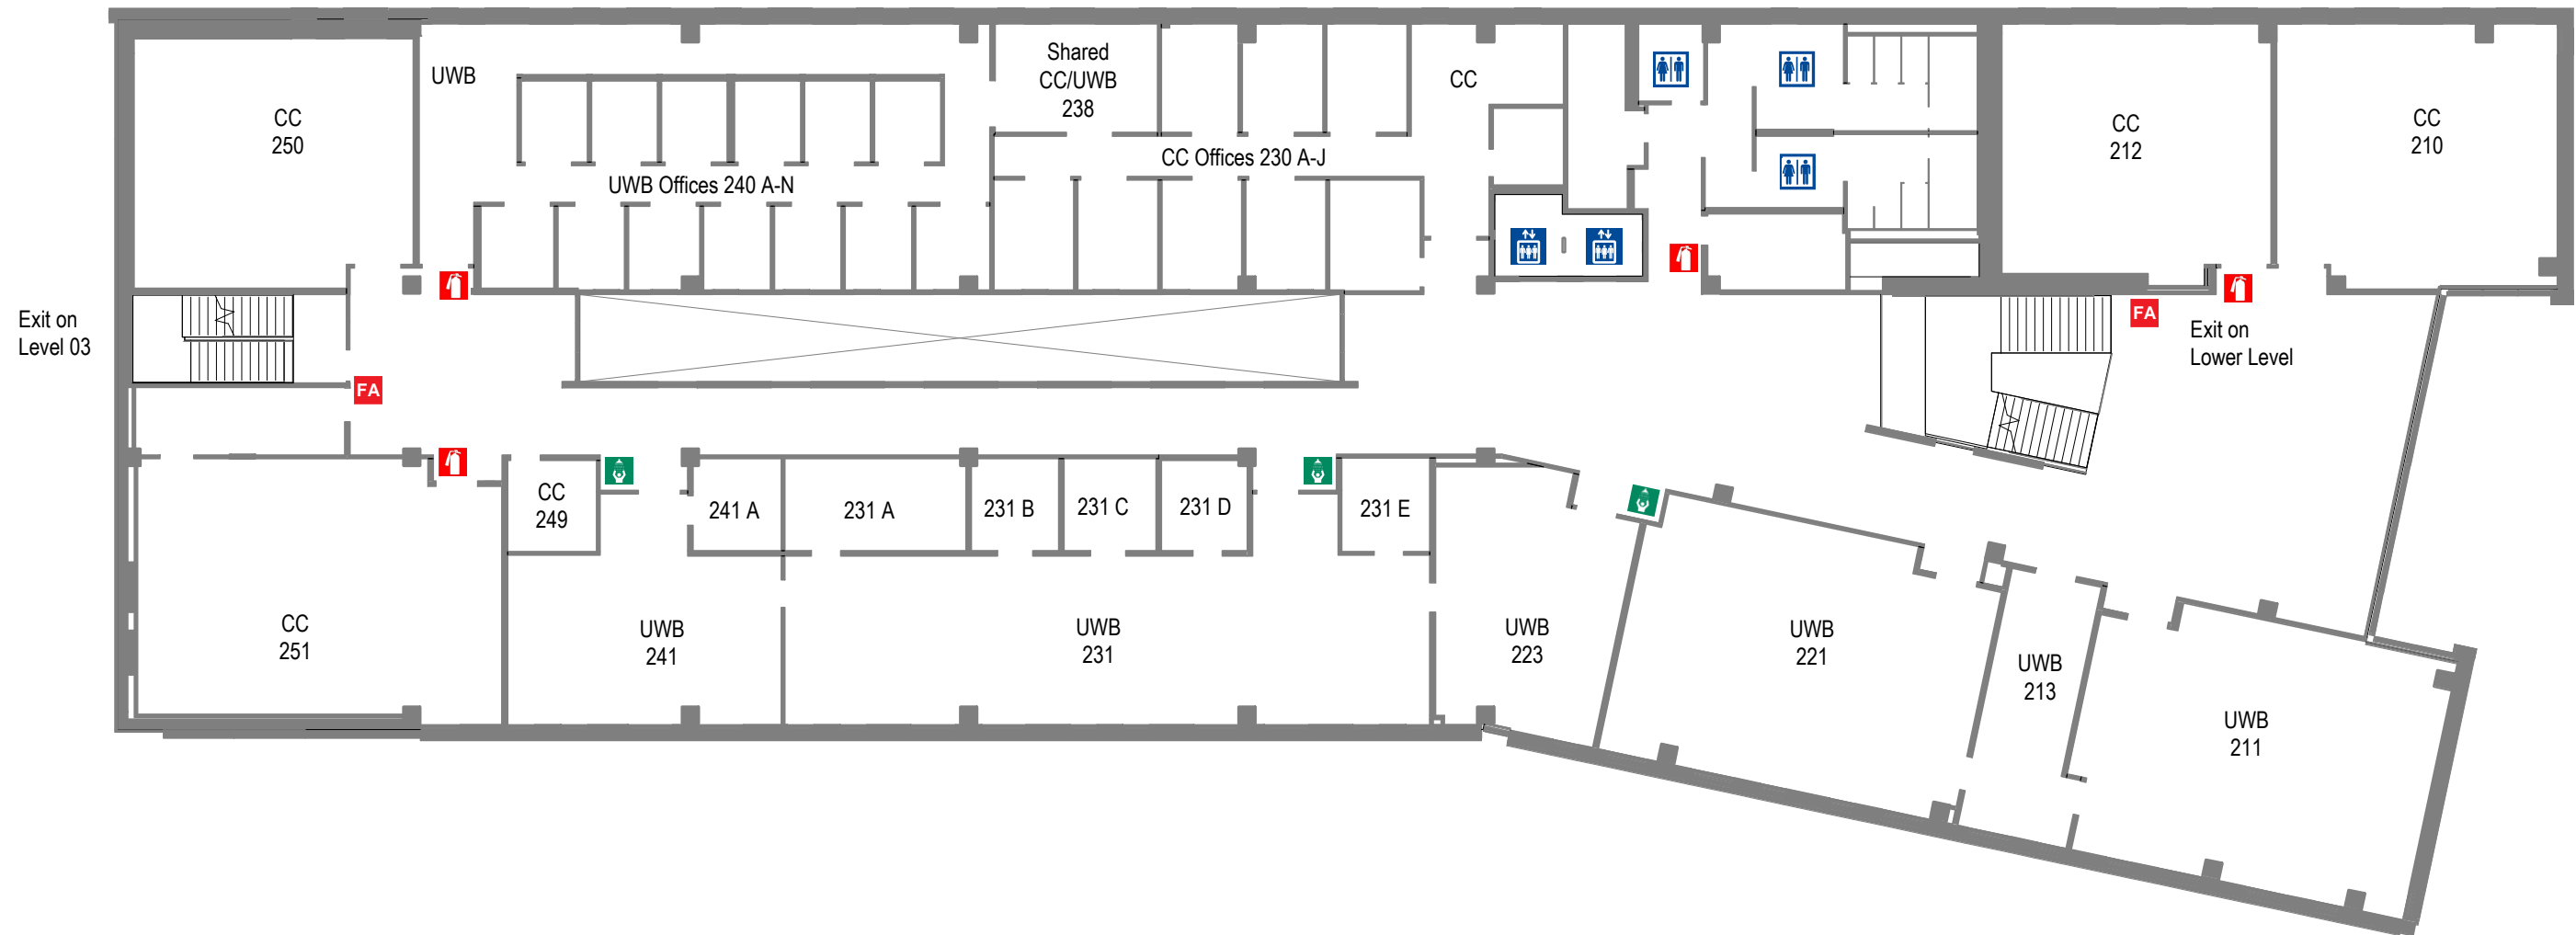 CC
250
UWB
Shared
CC/UWB
238
CC
CC
212
CC
210
UWB Offices 240 A-N
CC Offices 230 A-J
Exit on
Level 03
FA
FA
Exit on
Lower Level
CC
249
241 A
231 A
231 B
231 C
231 D
231 E
CC
251
UWB
241
UWB
231
UWB
223
UWB
221
UWB
213
UWB
211